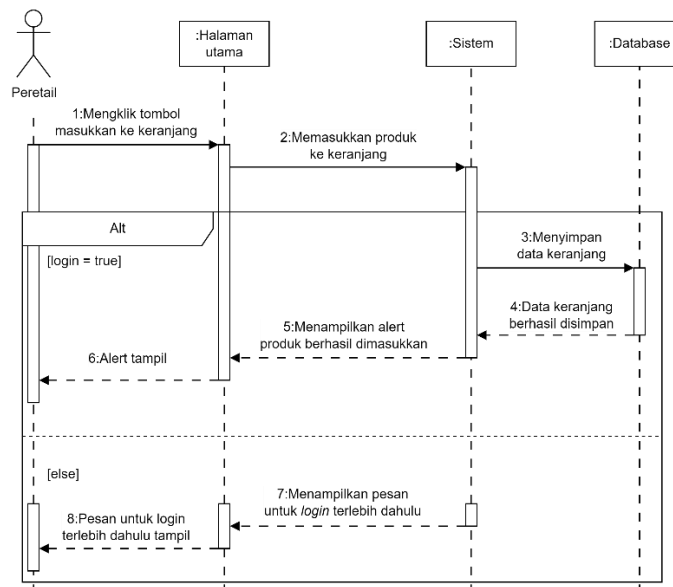 :Halaman
utama
:Sistem
:Database
Peretail
1:Mengklik tombol
masukkan ke keranjang
2:Memasukkan produk
ke keranjang
Alt
[login = true]
3:Menyimpan
data keranjang
4:Data keranjang
berhasil disimpan
5:Menampilkan alert
produk berhasil dimasukkan
6:Alert tampil
[else]
7:Menampilkan pesan
untuk login terlebih dahulu
8:Pesan untuk login
terlebih dahulu tampil